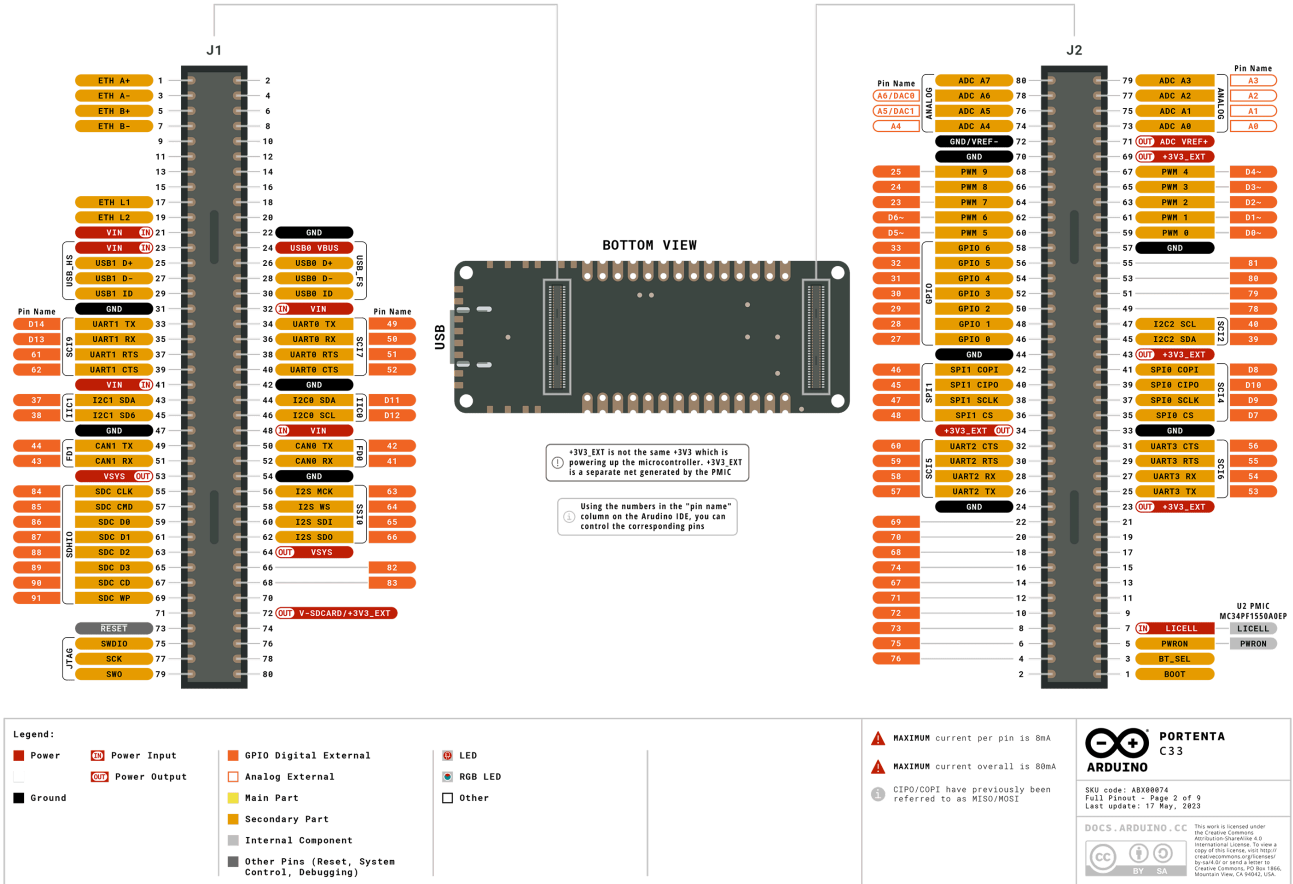 J1
J2
ETH A+ 1 2
ETH A- 3 4
ETH B+ 5 6
ETH B- 7 8
9 10
11 12
13 14
15 16
ETH L1 17 18
ETH L2 19 20
VIN IN 21 22 GND
USB_HS
VIN IN 23 24 USB0 VBUS
USB1 D+ 25 26 USB0 D+
USB1 D- 27 28 USB0 D-
USB1 ID 29 30 USB0 ID
USB_FS
GND 31 32 IN VIN
Pin Name
Pin Name
D14 UART1 TX 33 34 UART0 TX 49
D13 UART1 RX 35 36 UART0 RX 50
61 UART1 RTS 37 38 UART0 RTS 51
62 UART1 CTS 39 40 UART0 CTS 52
SCI9
SCI7
VIN IN 41 42 GND
37 I2C1 SDA 43 44 I2C0 SDA D11
38 I2C1 SD6 45 46 I2C0 SCL D12
IIC1
IIC0
GND 47 48 IN VIN
44 CAN1 TX 49 50 CAN0 TX 42
43 CAN1 RX 51 52 CAN0 RX 41
FD1
FD0
VSYS OUT 53 54 GND
84 SDC CLK 55 56 I2S MCK 63
85 SDC CMD 57 58 I2S WS 64
86 SDC D0 59 60 I2S SDI 65
87 SDC D1 61 62 I2S SDO 66
SSI0
88 SDC D2 63 64 OUT VSYS
89 SDC D3 65 66 82
90 SDC CD 67 68 83
91 SDC WP 69 70
SDHI0
71 72 OUT V-SDCARD/+3V3_EXT
RESET 73 74
SWDIO 75 76
SCK 77 78
SWO 79 80
JTAG
BOTTOM VIEW
USB
+3V3_EXT is not the same +3V3 which is
powering up the microcontroller. +3V3_EXT
is a separate net generated by the PMIC
Using the numbers in the "pin name"
column on the Arudino IDE, you can
control the corresponding pins
Pin Name
Pin Name
ADC A7 80 79 ADC A3 A3
A6/DAC0 ADC A6 78 77 ADC A2 A2
A5/DAC1 ADC A5 76 75 ADC A1 A1
A4 ADC A4 74 73 ADC A0 A0
ANALOG
ANALOG
GND/VREF- 72 71 OUT ADC VREF+
GND 70 69 OUT +3V3_EXT
25 PWM 9 68 67 PWM 4 D4~
24 PWM 8 66 65 PWM 3 D3~
23 PWM 7 64 63 PWM 2 D2~
D6~ PWM 6 62 61 PWM 1 D1~
D5~ PWM 5 60 59 PWM 0 D0~
33 GPIO 6 58 57 GND
32 GPIO 5 56 55 81
31 GPIO 4 54 53 80
30 GPIO 3 52 51 79
29 GPIO 2 50 49 78
28 GPIO 1 48 47 I2C2 SCL 40
27 GPIO 0 46 45 I2C2 SDA 39
GPIO
SCI2
GND 44 43 OUT +3V3_EXT
46 SPI1 COPI 42 41 SPI0 COPI D8
45 SPI1 CIPO 40 39 SPI0 CIPO D10
47 SPI1 SCLK 38 37 SPI0 SCLK D9
48 SPI1 CS 36 35 SPI0 CS D7
SPI1
SCI4
+3V3_EXT OUT 34 33 GND
60 UART2 CTS 32 31 UART3 CTS 56
59 UART2 RTS 30 29 UART3 RTS 55
58 UART2 RX 28 27 UART3 RX 54
57 UART2 TX 26 25 UART3 TX 53
SCI5
SCI6
GND 24 23 OUT +3V3_EXT
69 22 21
70 20 19
68 18 17
74 16 15
67 14 13
71 12 11
72 10 9
U2 PMIC
MC34PF1550A0EP
73 8 7 IN LICELL LICELL
75 6 5 PWRON PWRON
76 4 3 BT_SEL
2 1 BOOT
Legend:
Power
Ground
IN Power Input
OUT Power Output
GPIO Digital External
Analog External
Main Part
Secondary Part
Internal Component
Other Pins (Reset, System
Control, Debugging)
LED
RGB LED
Other
MAXIMUM current per pin is 8mA
MAXIMUM current overall is 80mA
CIPO/COPI have previously been
referred to as MISO/MOSI
ARDUINO
PORTENTA
C33
SKU code: ABX00074
Full Pinout - Page 2 of 9
Last update: 17 May, 2023
DOCS.ARDUINO.CC
cc BY SA
This work is licensed under
the Creative Commons
Attribution-ShareAlike 4.0
International License. To view a
copy of this license, visit http://
creativecommons.org/licenses/
by-sa/4.0/ or send a letter to
Creative Commons, PO Box 1866,
Mountain View, CA 94042, USA.